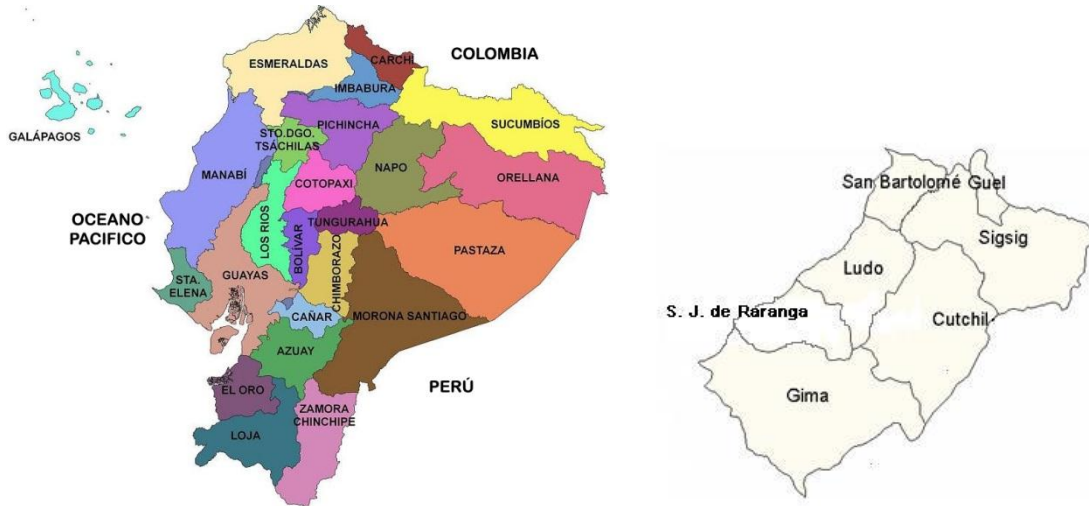 COLOMBIA
CARCHI
ESMERALDAS
IMBABURA
GALÁPAGOS
SUCUMBÍOS
PICHINCHA
STO.DGO.
TSÁCHILAS
NAPO
MANABÍ
ORELLANA
COTOPAXI
OCEANO
PACIFICO
TUNGURAHUA
LOS RIOS
BOLÍVAR
CHIMBORAZO
PASTAZA
STA.
ELENA
GUAYAS
CAÑAR
MORONA SANTIAGO
AZUAY
PERÚ
EL ORO
ZAMORA
CHINCHIPE
LOJA
San Bartolomé
Guel
Sigsig
Ludo
S. J. de Raranga
Cutchil
Gima